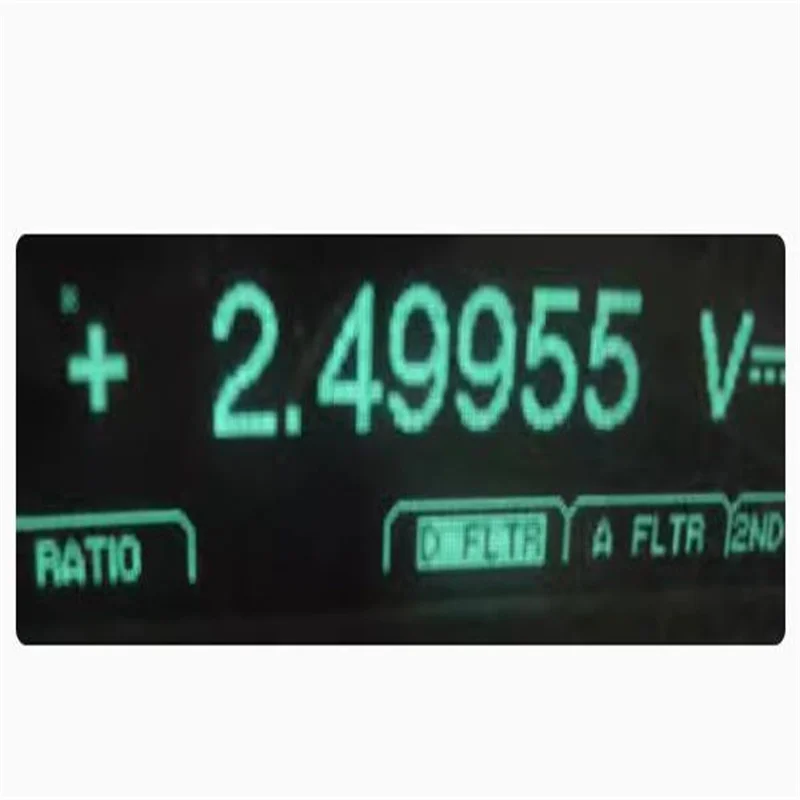 + 2.49955 V
RATIO D FLTR A FLTR 2ND